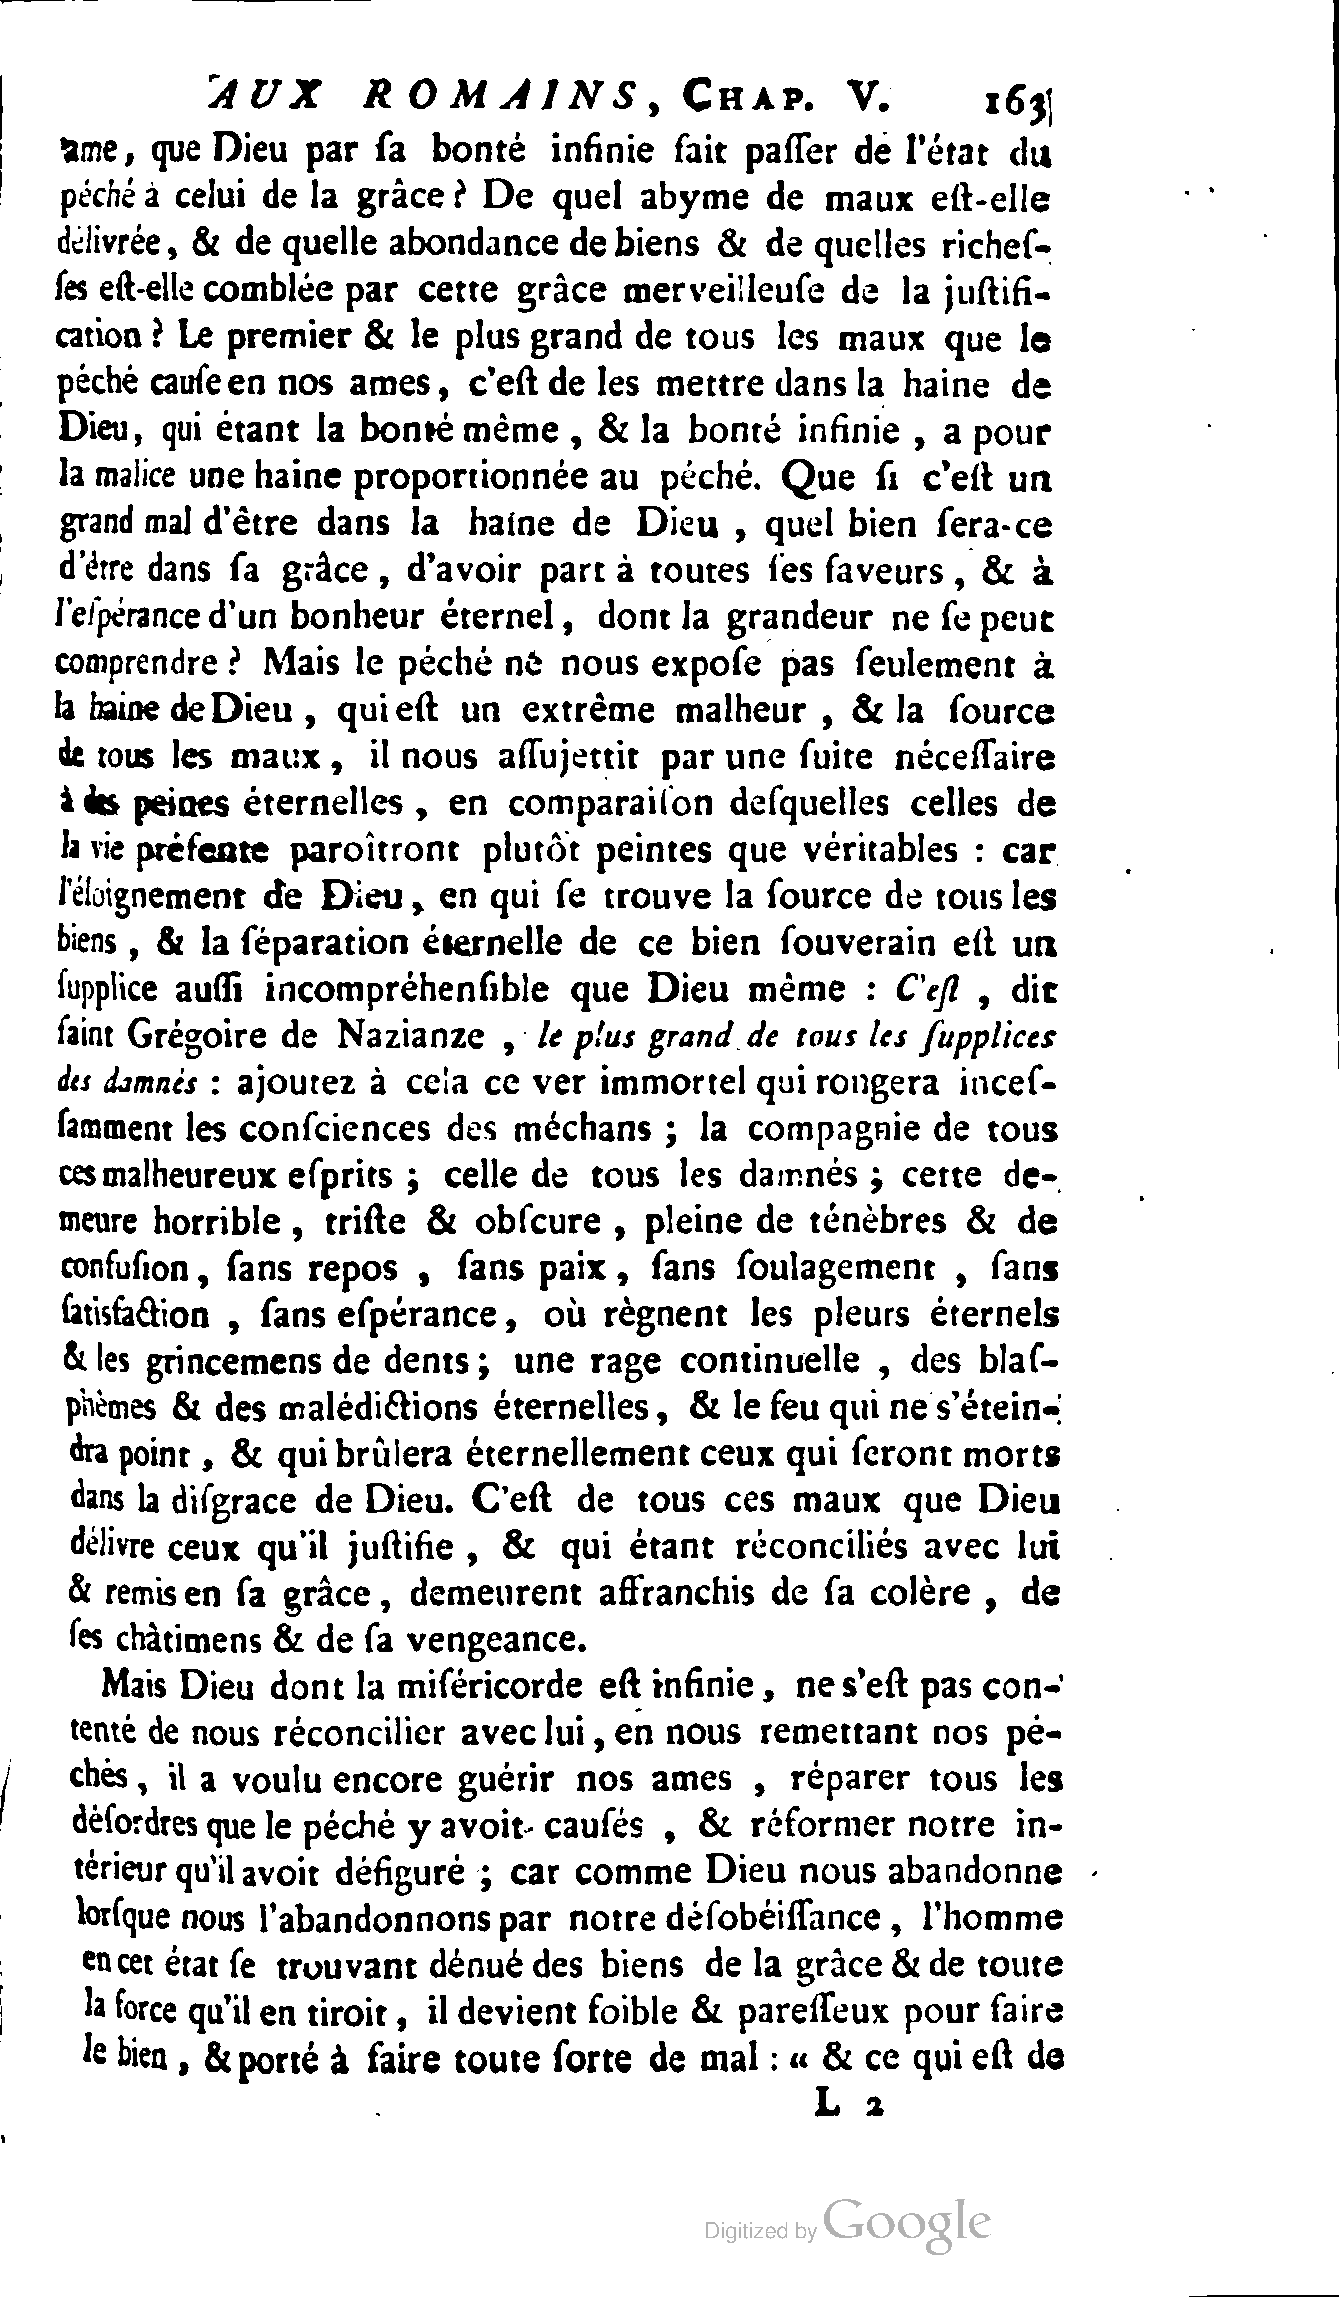 AUX ROMAINS, CHAP. V. 163
ame, que Dieu par ſa bonté infinie fait paſſer de l'état du
péché à celui de la grâce ? De quel abyme de maux eſt-elle
délivrée, & de quelle abondance de biens & de quelles richeſ-
ſes eſt-elle comblée par cette grâce merveilleuſe de la juſtifi-
cation ? Le premier & le plus grand de tous les maux que le
péché cauſe en nos ames, c'eſt de les mettre dans la haine de
Dieu, qui étant la bonté même, & la bonté infinie, a pour
la malice une haine proportionnée au péché. Que ſi c'eſt un
grand mal d'être dans la haine de Dieu, quel bien ſera-ce
d'être dans ſa grâce, d'avoir part à toutes ſes faveurs, & à
l'eſpérance d'un bonheur éternel, dont la grandeur ne ſe peut
comprendre ? Mais le péché ne nous expoſe pas ſeulement à
la haine de Dieu, qui eſt un extrême malheur, & la ſource
de tous les maux, il nous aſſujettit par une ſuite néceſſaire
à des peines éternelles, en comparaiſon deſquelles celles de
la vie préſente paroîtront plutôt peintes que véritables : car
l'éloignement de Dieu, en qui ſe trouve la ſource de tous les
biens, & la ſéparation éternelle de ce bien ſouverain eſt un
ſupplice auſſi incompréhenſible que Dieu même : C'eſt, dit
ſaint Grégoire de Nazianze, le plus grand de tous les ſupplices
des damnés : ajoutez à cela ce ver immortel qui rongera inceſ-
ſamment les conſciences des méchans ; la compagnie de tous
ces malheureux eſprits ; celle de tous les damnés ; cette de-
meure horrible, triſte & obſcure, pleine de ténèbres & de
confuſion, ſans repos, ſans paix, ſans ſoulagement, ſans
ſatisfaction, ſans eſpérance, où règnent les pleurs éternels
& les grincemens de dents ; une rage continuelle, des blaſ-
phèmes & des malédictions éternelles, & le feu qui ne s'étein-
dra point, & qui brûlera éternellement ceux qui ſeront morts
dans la diſgrace de Dieu. C'eſt de tous ces maux que Dieu
délivre ceux qu'il juſtifie, & qui étant réconciliés avec lui
& remis en ſa grâce, demeurent affranchis de ſa colère, de
ſes châtimens & de ſa vengeance.
Mais Dieu dont la miſéricorde eſt infinie, ne s'eſt pas con-
tenté de nous réconcilier avec lui, en nous remettant nos pé-
chés, il a voulu encore guérir nos ames, réparer tous les
déſordres que le péché y avoit cauſés, & réformer notre in-
térieur qu'il avoit défiguré ; car comme Dieu nous abandonne
lorſque nous l'abandonnons par notre déſobéiſſance, l'homme
en cet état ſe trouvant dénué des biens de la grâce & de toute
la force qu'il en tiroit, il devient foible & pareſſeux pour faire
le bien, & porté à faire toute ſorte de mal : « & ce qui eſt de
L 2
Digitized by Google